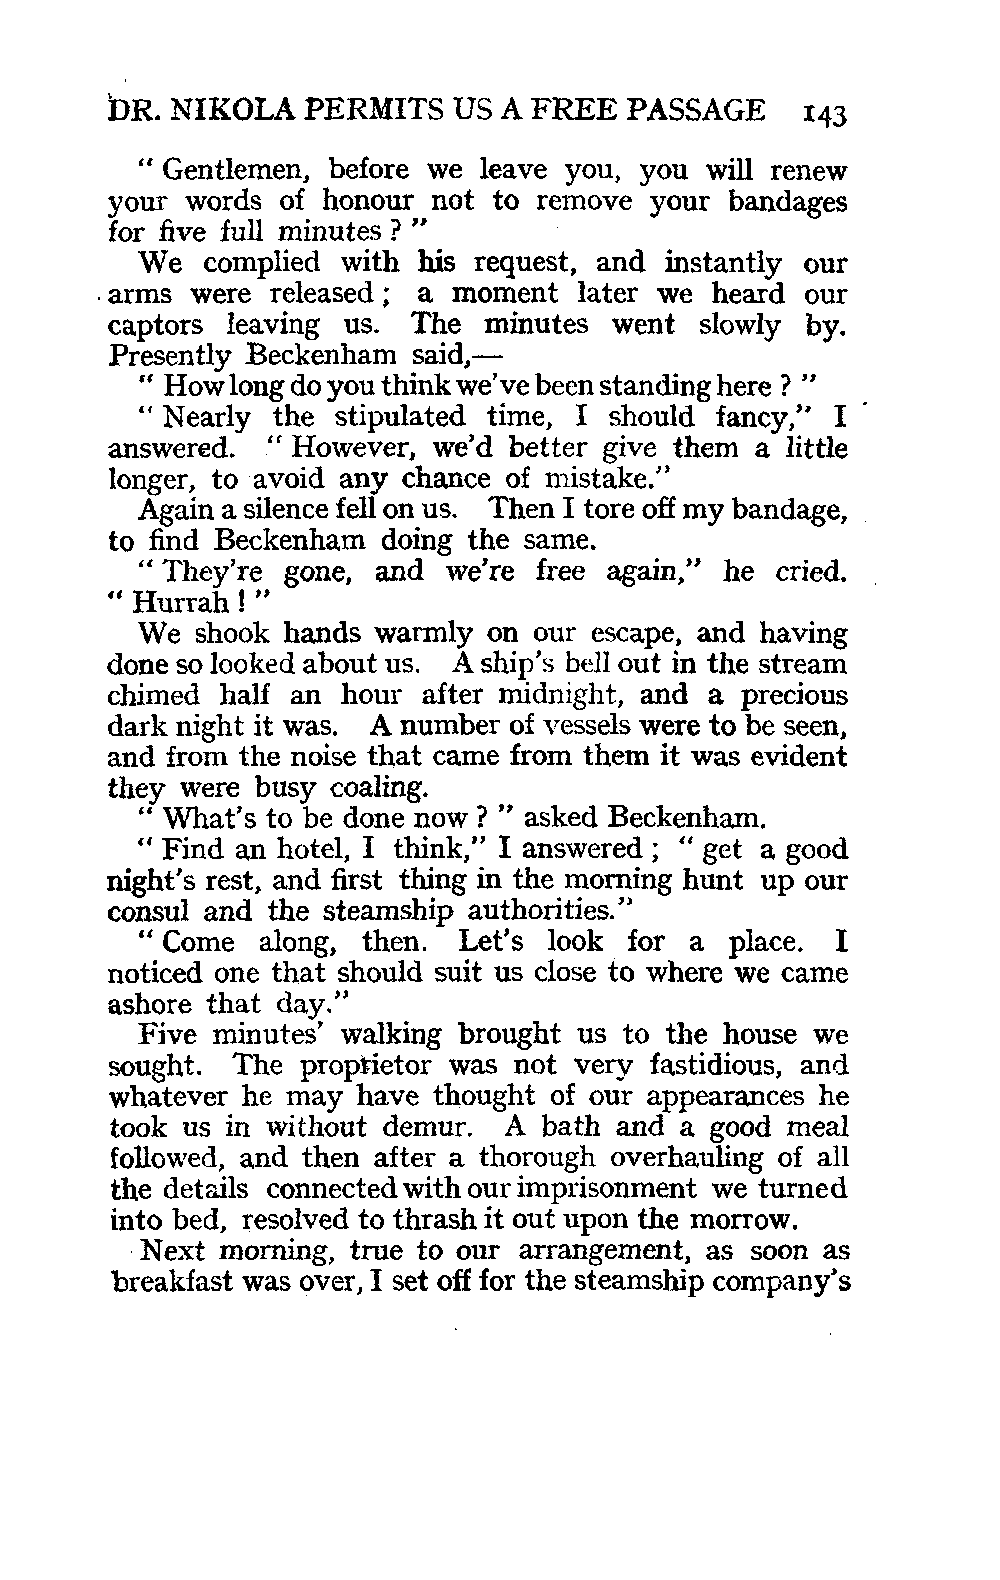 DR. NIKOLA PERMITS US A FREE PASSAGE 143
" Gentlemen, before we leave you, you will renew
your words of honour not to remove your bandages
for five full minutes ? "
We complied with his request, and instantly our
arms were released ; a moment later we heard our
captors leaving us. The minutes went slowly by.
Presently Beckenham said,—
" How long do you think we've been standing here ? "
" Nearly the stipulated time, I should fancy," I
answered. " However, we'd better give them a little
longer, to avoid any chance of mistake."
Again a silence fell on us. Then I tore off my bandage,
to find Beckenham doing the same.
" They're gone, and we're free again," he cried.
" Hurrah ! "
We shook hands warmly on our escape, and having
done so looked about us. A ship's bell out in the stream
chimed half an hour after midnight, and a precious
dark night it was. A number of vessels were to be seen,
and from the noise that came from them it was evident
they were busy coaling.
" What's to be done now ? " asked Beckenham.
" Find an hotel, I think," I answered ; " get a good
night's rest, and first thing in the morning hunt up our
consul and the steamship authorities."
" Come along, then. Let's look for a place. I
noticed one that should suit us close to where we came
ashore that day."
Five minutes' walking brought us to the house we
sought. The proprietor was not very fastidious, and
whatever he may have thought of our appearances he
took us in without demur. A bath and a good meal
followed, and then after a thorough overhauling of all
the details connected with our imprisonment we turned
into bed, resolved to thrash it out upon the morrow.
Next morning, true to our arrangement, as soon as
breakfast was over, I set off for the steamship company's